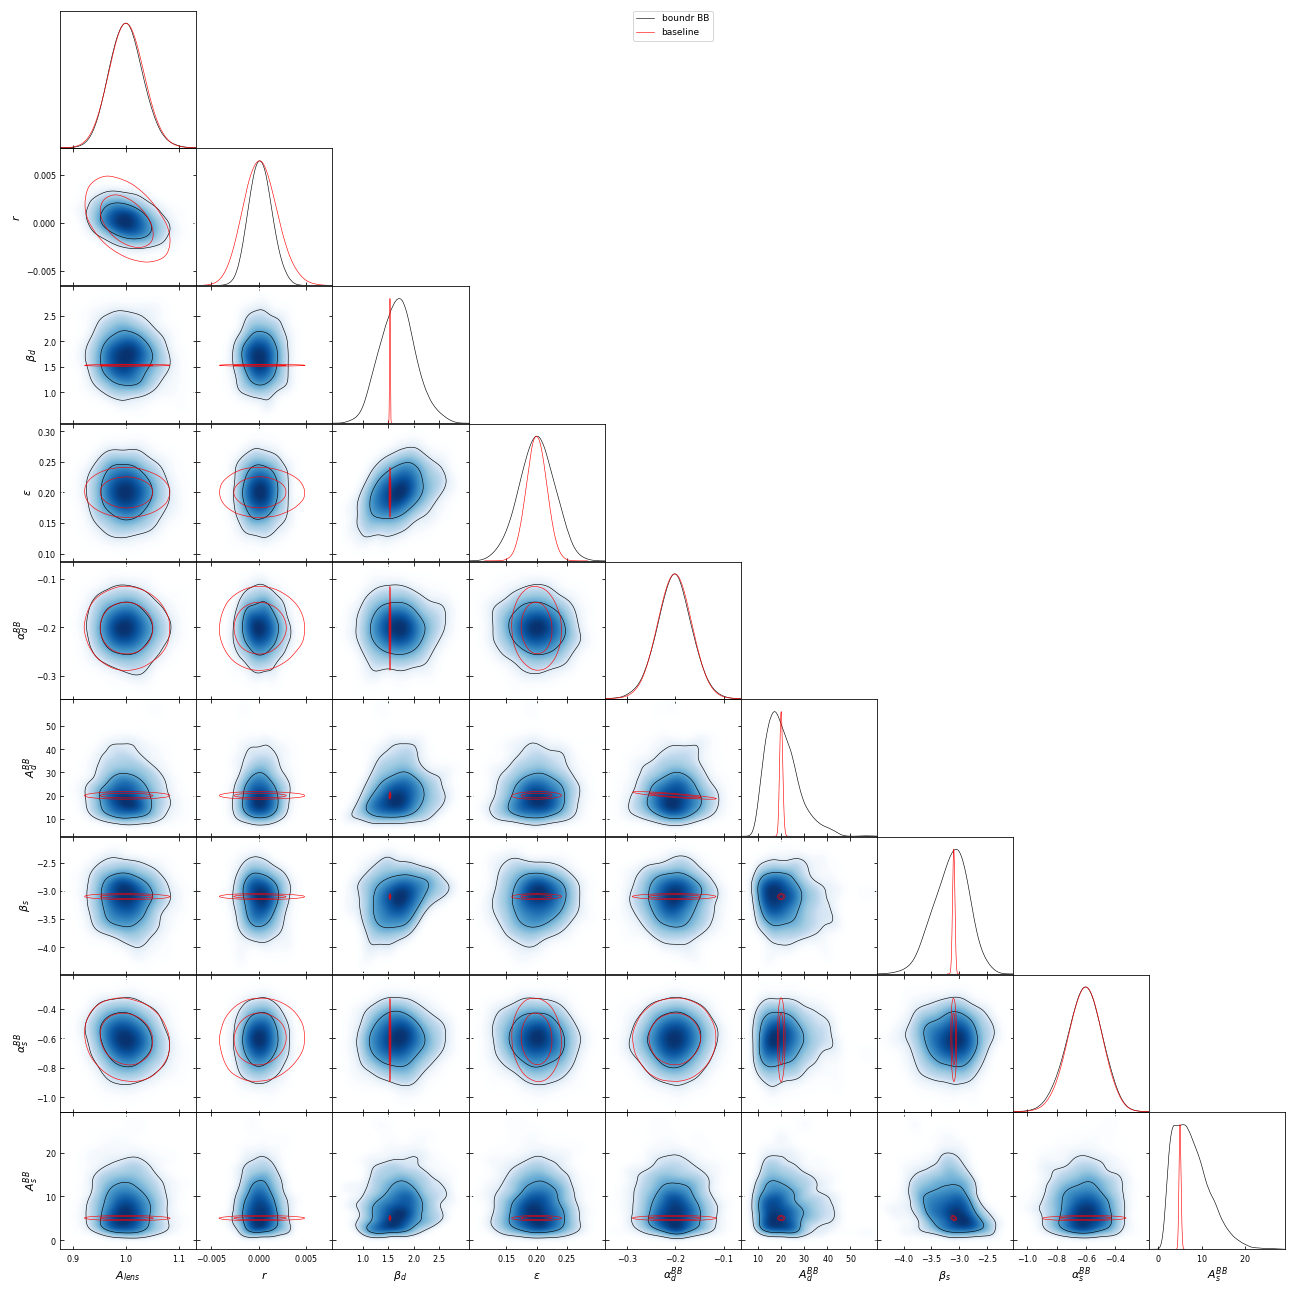 boundr BB
baseline
r
0.005
0.000
−0.005
β_d
2.5
2.0
1.5
1.0
ε
0.30
0.25
0.20
0.15
0.10
α_d^{BB}
−0.1
−0.2
−0.3
A_d^{BB}
50
40
30
20
10
β_s
−2.5
−3.0
−3.5
−4.0
α_s^{BB}
−0.4
−0.6
−0.8
−1.0
A_s^{BB}
20
10
0
0.9 1.0 1.1 −0.005 0.000 0.005 1.0 1.5 2.0 2.5 0.15 0.20 0.25 −0.3 −0.2 −0.1 10 20 30 40 50 −4.0 −3.5 −3.0 −2.5 −1.0 −0.8 −0.6 −0.4 0 10 20
A_{lens} r β_d ε α_d^{BB} A_d^{BB} β_s α_s^{BB} A_s^{BB}